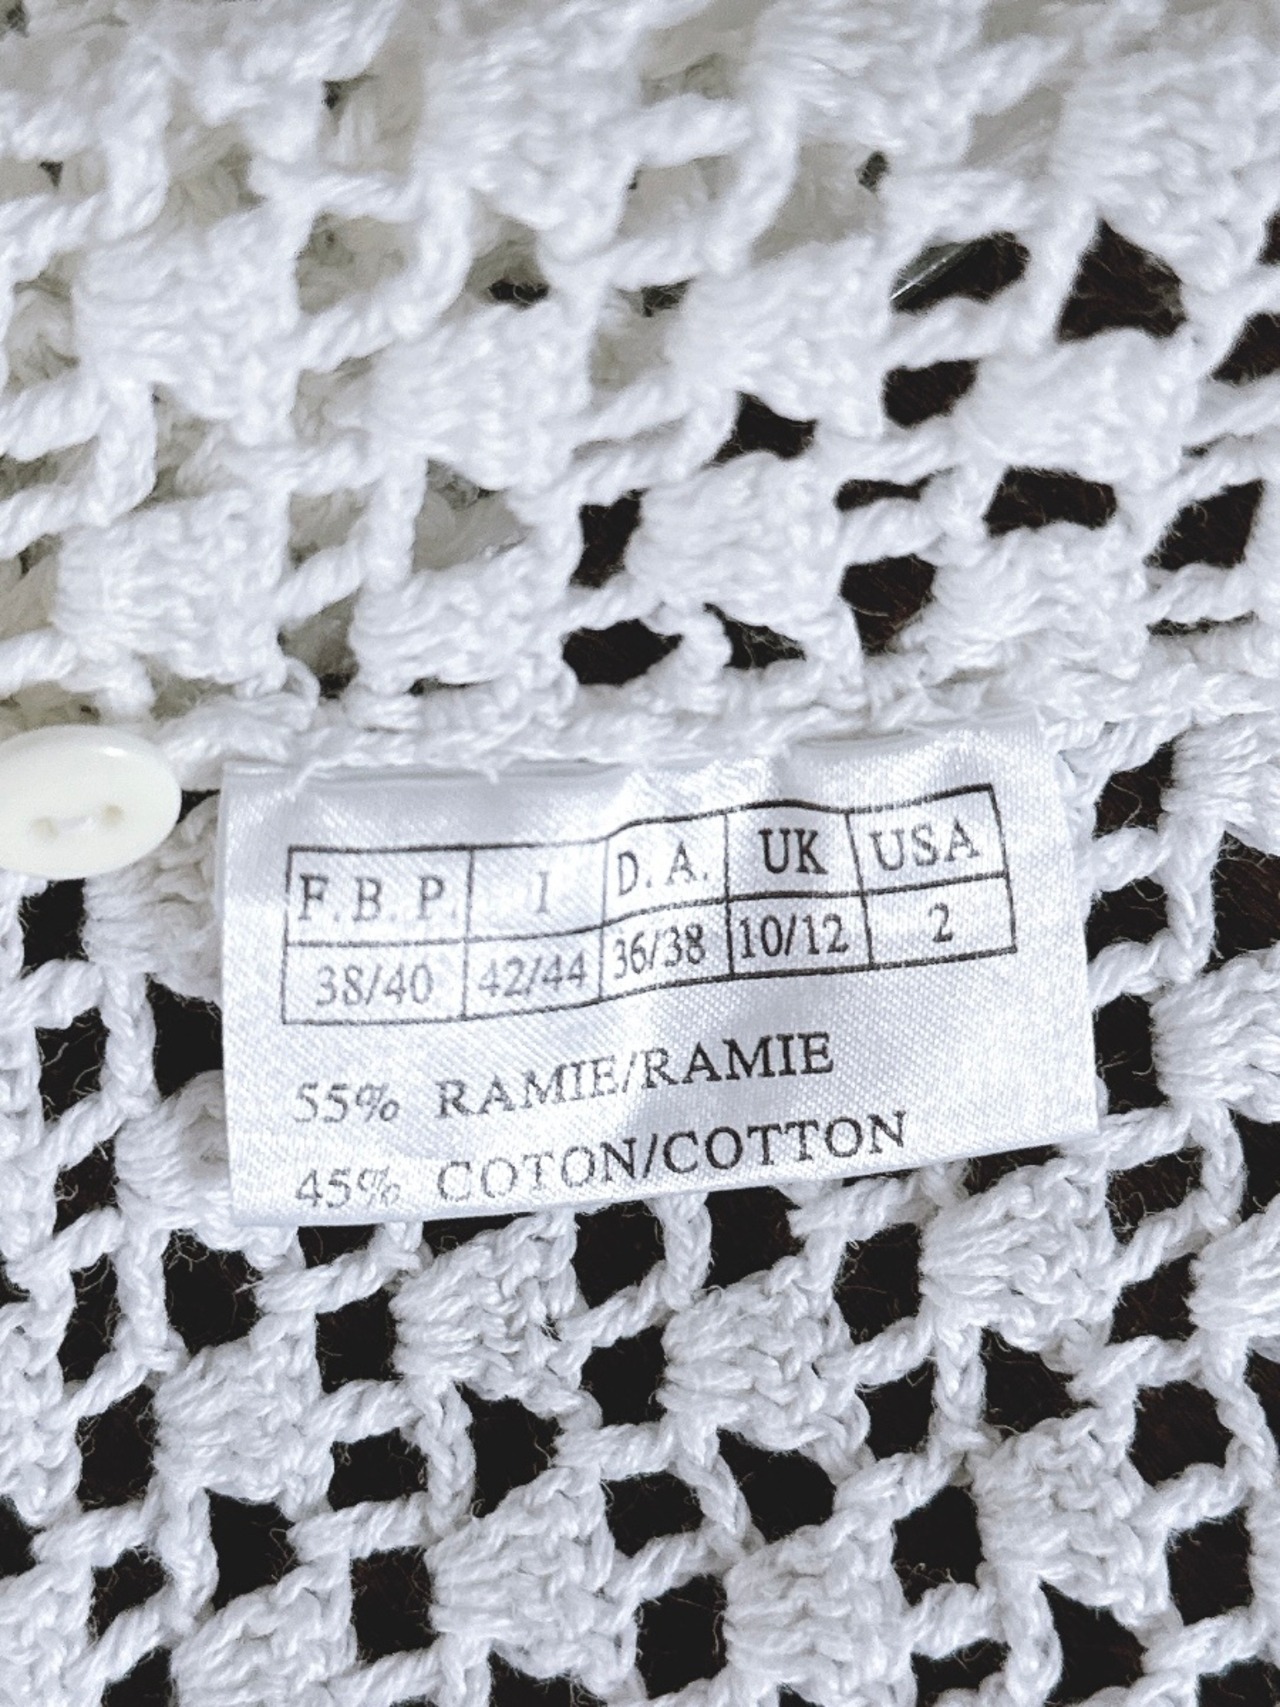 F.B.P. I D.A. UK USA
38/40 42/44 36/38 10/12 2
55% RAMIE/RAMIE
45% COTON/COTTON